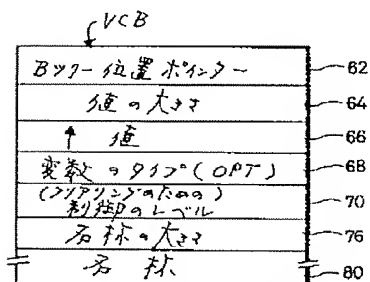 VCB
Bツリー位置ポインター 62
値の大きさ 64
↑ 値 66
変数のタイプ(OPT) 68
(クリアリングのための)
制御のレベル 70
名称の大きさ 76
名称 80